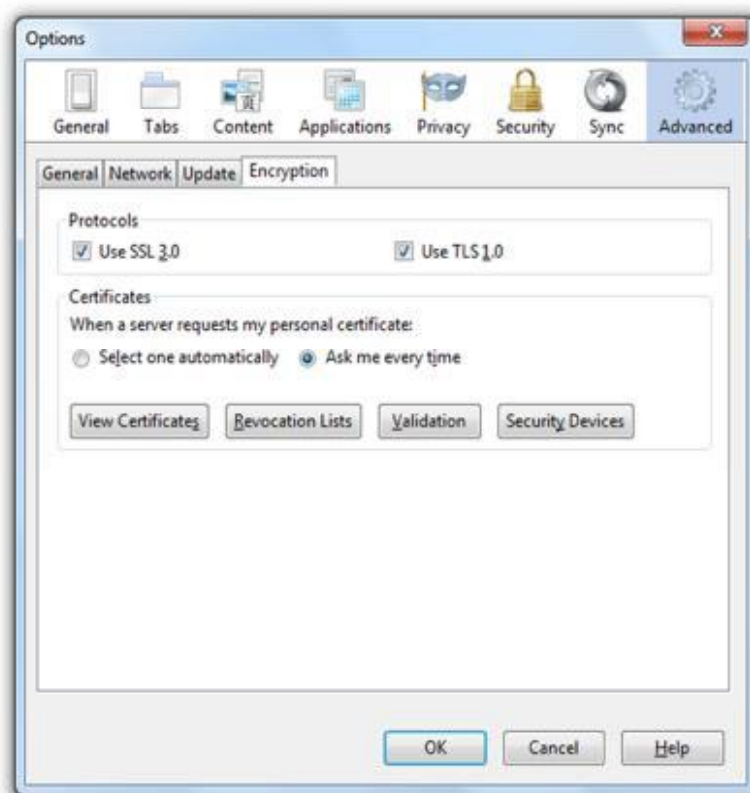 Options
General Tabs Content Applications Privacy Security Sync Advanced
General Network Update Encryption
Protocols
Use SSL 3.0 Use TLS 1.0
Certificates
When a server requests my personal certificate:
Select one automatically Ask me every time
View Certificates Revocation Lists Validation Security Devices
OK Cancel Help